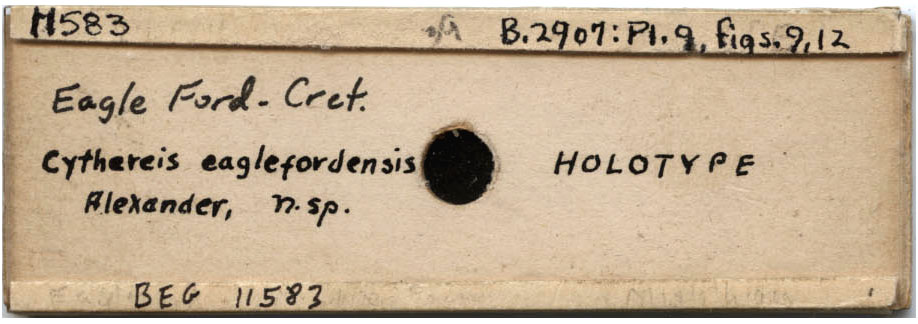 11583 B.2907: Pl. 9, figs. 9, 12
Eagle Ford - Cret.
Cythereis eaglefordensis HOLOTYPE
Alexander, n. sp.
BEG 11583